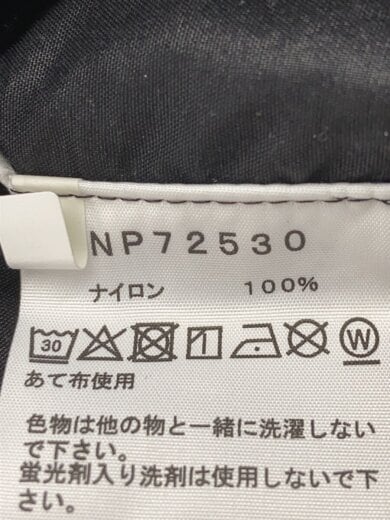 NP72530
ナイロン 100%
30 W
あて布使用
色物は他の物と一緒に洗濯しない
で下さい。
蛍光剤入り洗剤は使用しないで下
さい。